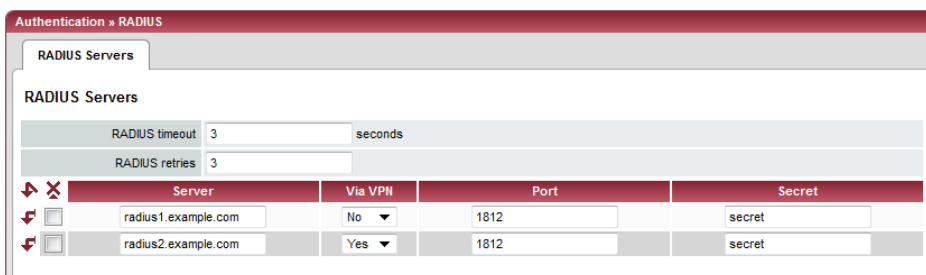 Authentication » RADIUS
RADIUS Servers
RADIUS Servers
RADIUS timeout 3 seconds
RADIUS retries 3
Server Via VPN Port Secret
radius1.example.com No 1812 secret
radius2.example.com Yes 1812 secret